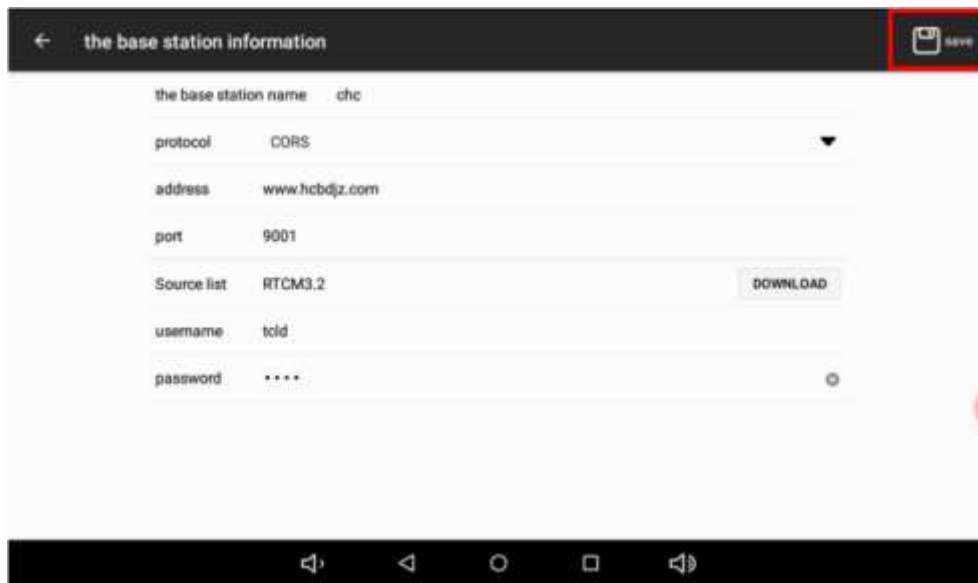 the base station information save
the base station name chc
protocol CORS
address www.hcbdjz.com
port 9001
Source list RTCM3.2 DOWNLOAD
username tcld
password ••••